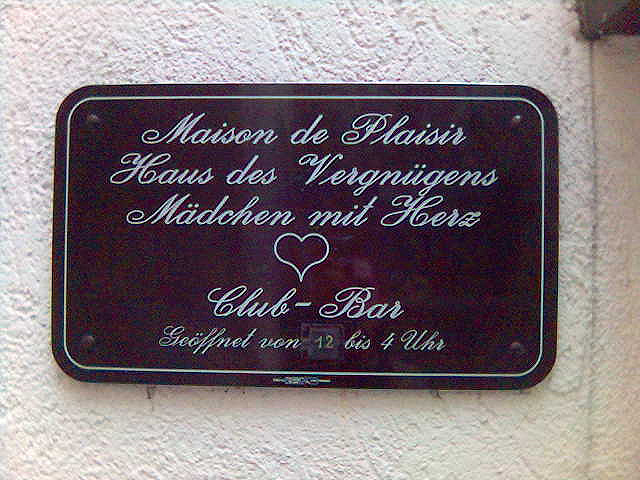 Maison de Plaisir
Haus des Vergnügens
Mädchen mit Herz
Club-Bar
Geöffnet von 12 bis 4 Uhr